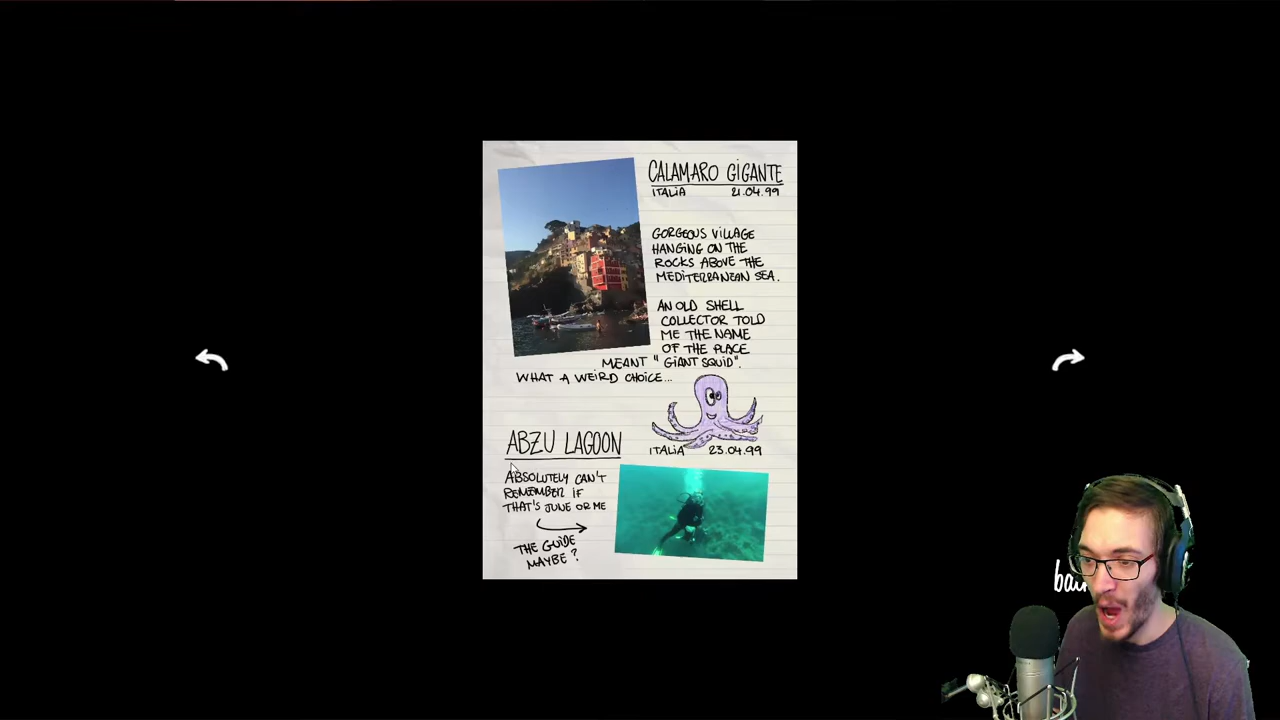 CALAMARO GIGANTE
ITALIA 21.04.99
GORGEOUS VILLAGE
HANGING ON THE
ROCKS ABOVE THE
MEDITERRANEAN SEA.
AN OLD SHELL
COLLECTOR TOLD
ME THE NAME
OF THE PLACE
MEANT "GIANT SQUID".
WHAT A WEIRD CHOICE...
ABZU LAGOON
ITALIA 23.04.99
ABSOLUTELY CAN'T
REMEMBER IF
THAT'S JUNE OR ME
THE GUIDE
MAYBE?